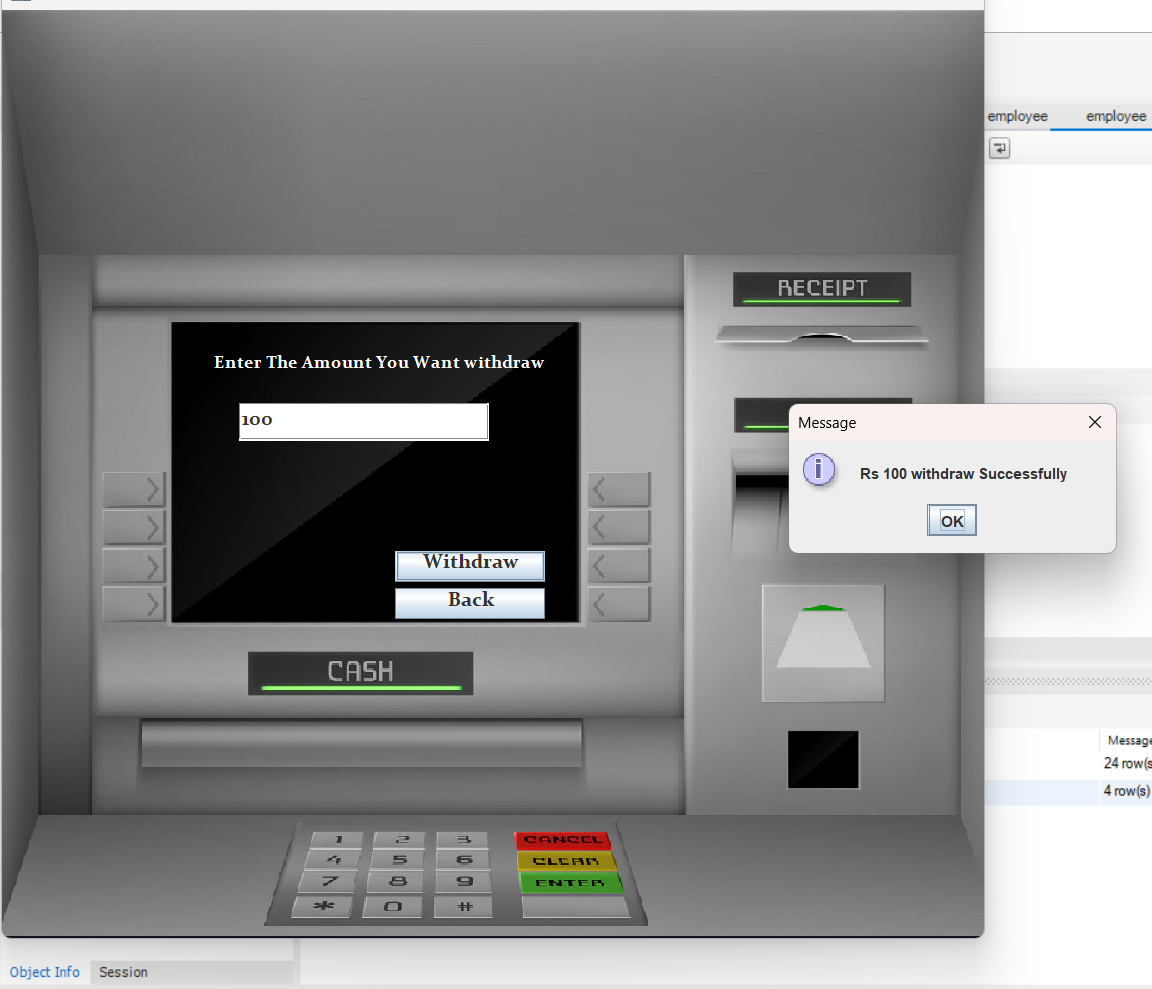 employee
employee
RECEIPT
Enter The Amount You Want withdraw
100
Message
Rs 100 withdraw Successfully
OK
Withdraw
Back
CASH
Message
24 row(s
4 row(s)
1 2 3 CANCEL
4 5 6 CLEAR
7 8 9 ENTER
* 0 #
Object Info
Session